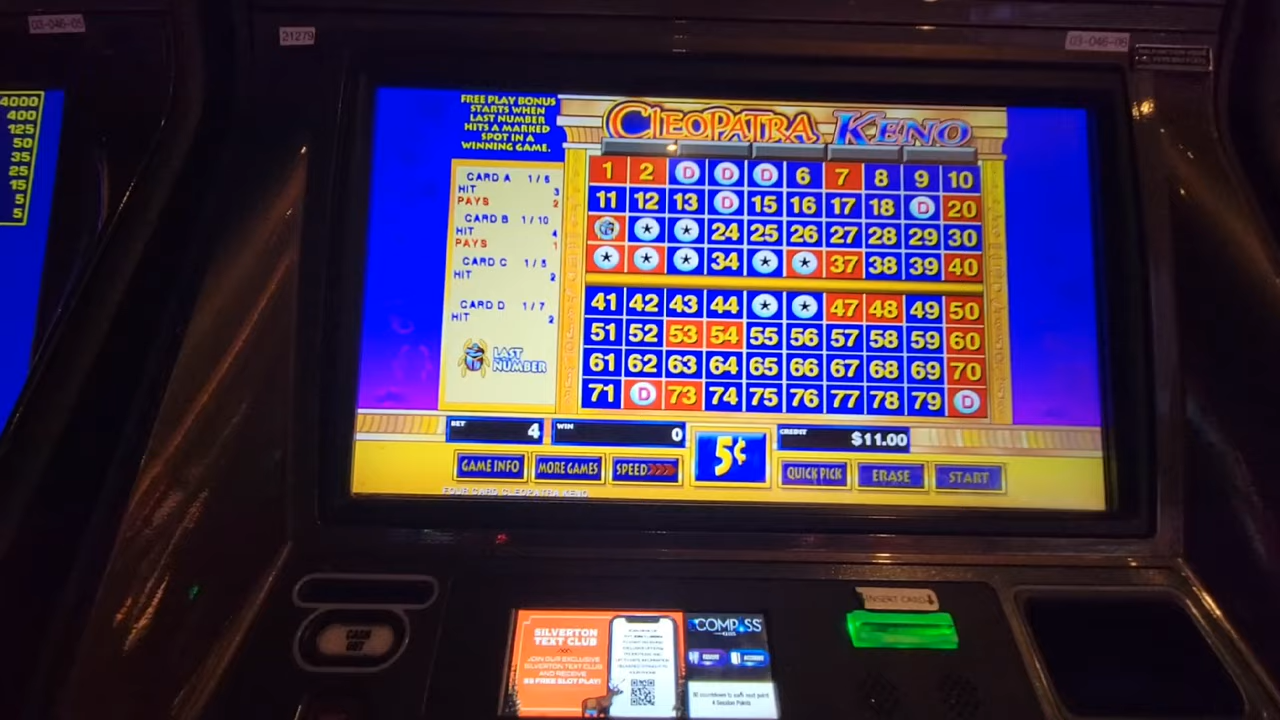 03-046-05
21279
03-046-06
4000
400
125
50
35
25
15
5
5
FREE PLAY BONUS
STARTS WHEN
LAST NUMBER
HITS A MARKED
SPOT IN A
WINNING GAME.
CLEOPATRA KENO
CARD A 1/6
HIT 3
PAYS 2
CARD B 1/10
HIT 4
PAYS 1
CARD C 1/5
HIT 2
CARD D 1/7
HIT 2
LAST
NUMBER
1 2 D D D 6 7 8 9 10
11 12 13 D 15 16 17 18 D 20
24 25 26 27 28 29 30
34 37 38 39 40
41 42 43 44 47 48 49 50
51 52 53 54 55 56 57 58 59 60
61 62 63 64 65 66 67 68 69 70
71 D 73 74 75 76 77 78 79 D
BET 4 WIN 0 5¢ CREDIT $11.00
GAME INFO MORE GAMES SPEED QUICK PICK ERASE START
FOUR CARD CLEOPATRA KENO
INSERT CARD
SILVERTON
TEXT CLUB
JOIN OUR EXCLUSIVE
SILVERTON TEXT CLUB
AND RECEIVE
$5 FREE SLOT PLAY!
COMPASS